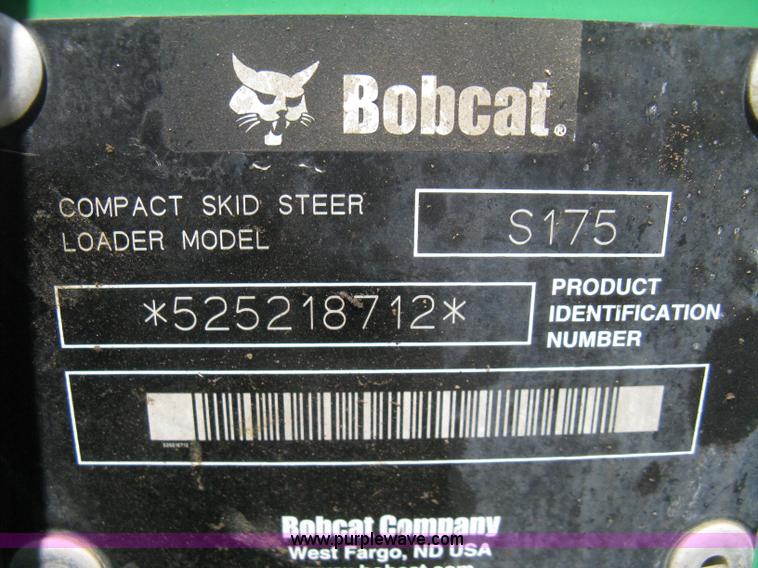 Bobcat®
COMPACT SKID STEER
LOADER MODEL
S175
*525218712*
PRODUCT
IDENTiFICATION
NUMBER
Bobcat Company
West Fargo, ND USA
www.purplewave.com